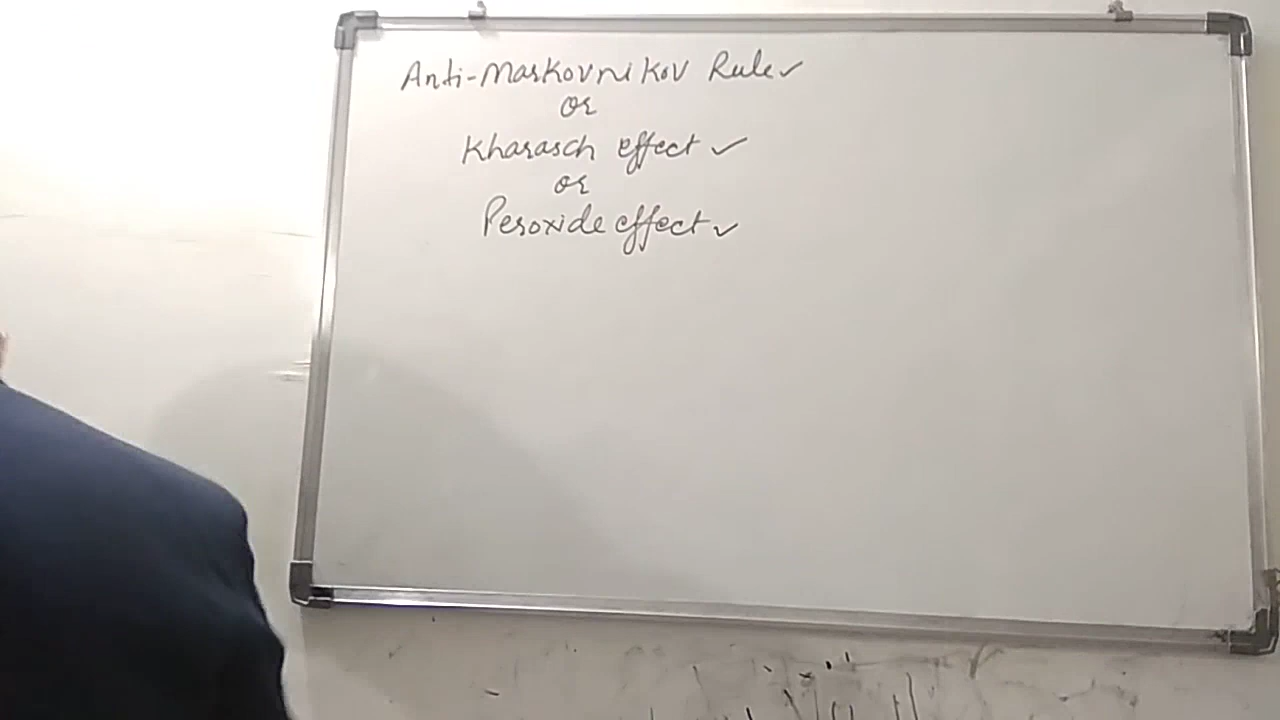 Anti-Markovnikov Rule ✓
or
Kharasch effect ✓
or
Peroxide effect ✓